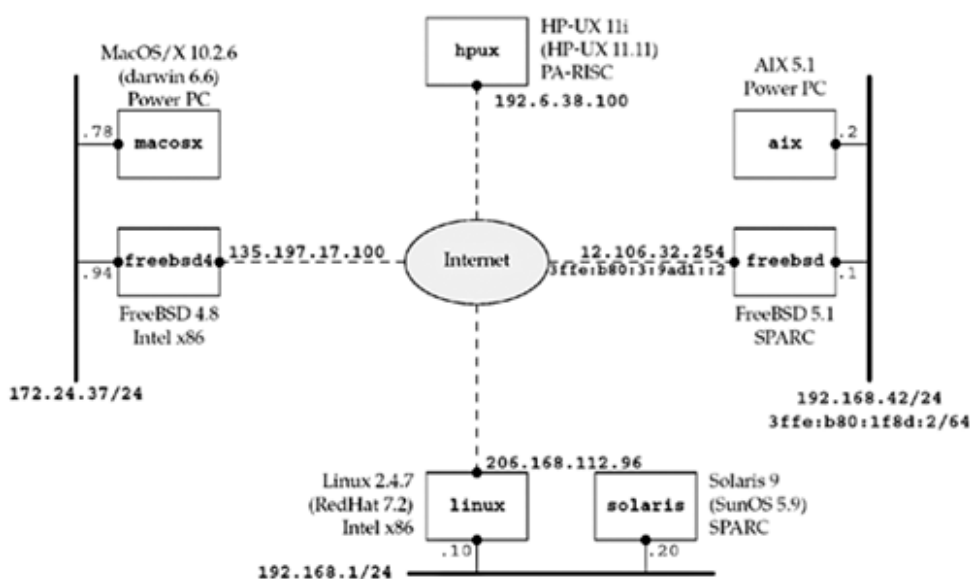 HP-UX 11i
(HP-UX 11.11)
PA-RISC
hpux
192.6.38.100
MacOS/X 10.2.6
(darwin 6.6)
Power PC
.78
macosx
AIX 5.1
Power PC
aix
.2
freebsd4
.94
135.197.17.100
FreeBSD 4.8
Intel x86
172.24.37/24
Internet
12.106.32.254
3ffe:b80:3:9ad1::2
freebsd
.1
FreeBSD 5.1
SPARC
192.168.42/24
3ffe:b80:1f8d:2/64
206.168.112.96
Linux 2.4.7
(RedHat 7.2)
Intel x86
linux
.10
solaris
.20
Solaris 9
(SunOS 5.9)
SPARC
192.168.1/24